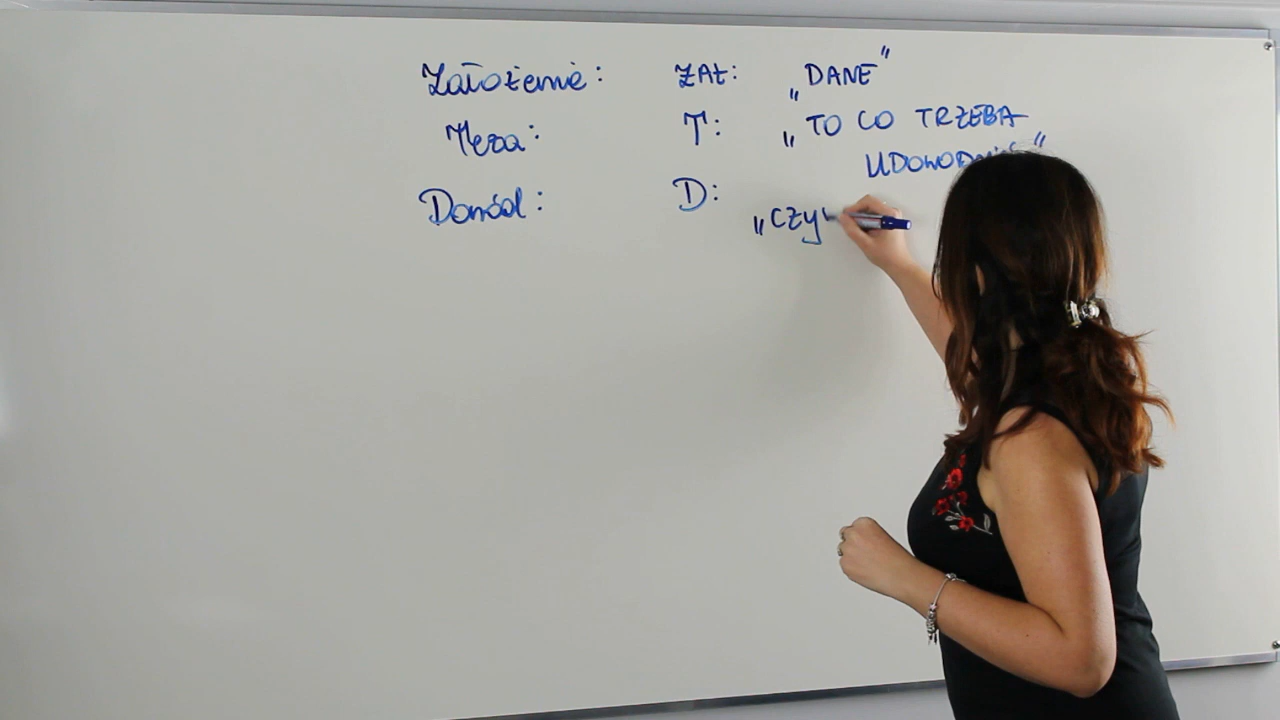 Założenie: ZAŁ: „DANE”
Teza: T: „TO CO TRZEBA
UDOWODNIĆ”
Dowód: D:
„Czy